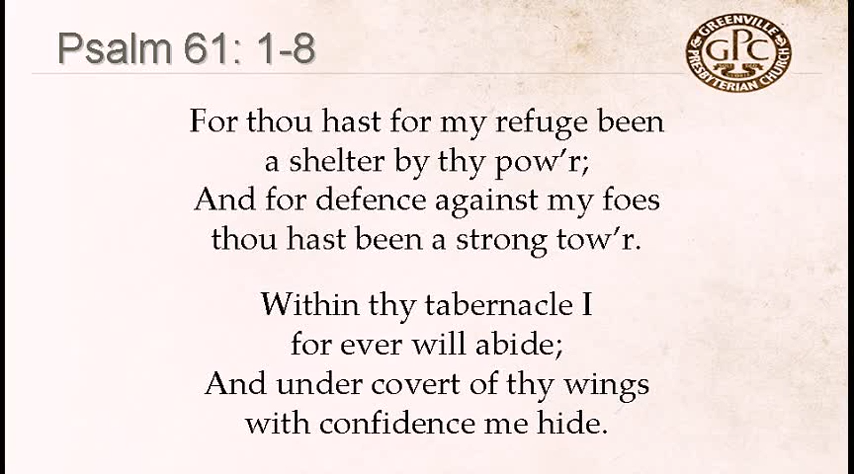 Psalm 61: 1-8
GREENVILLE
GPC
PRESBYTERIAN CHURCH
For thou hast for my refuge been
a shelter by thy pow’r;
And for defence against my foes
thou hast been a strong tow’r.
Within thy tabernacle I
for ever will abide;
And under covert of thy wings
with confidence me hide.